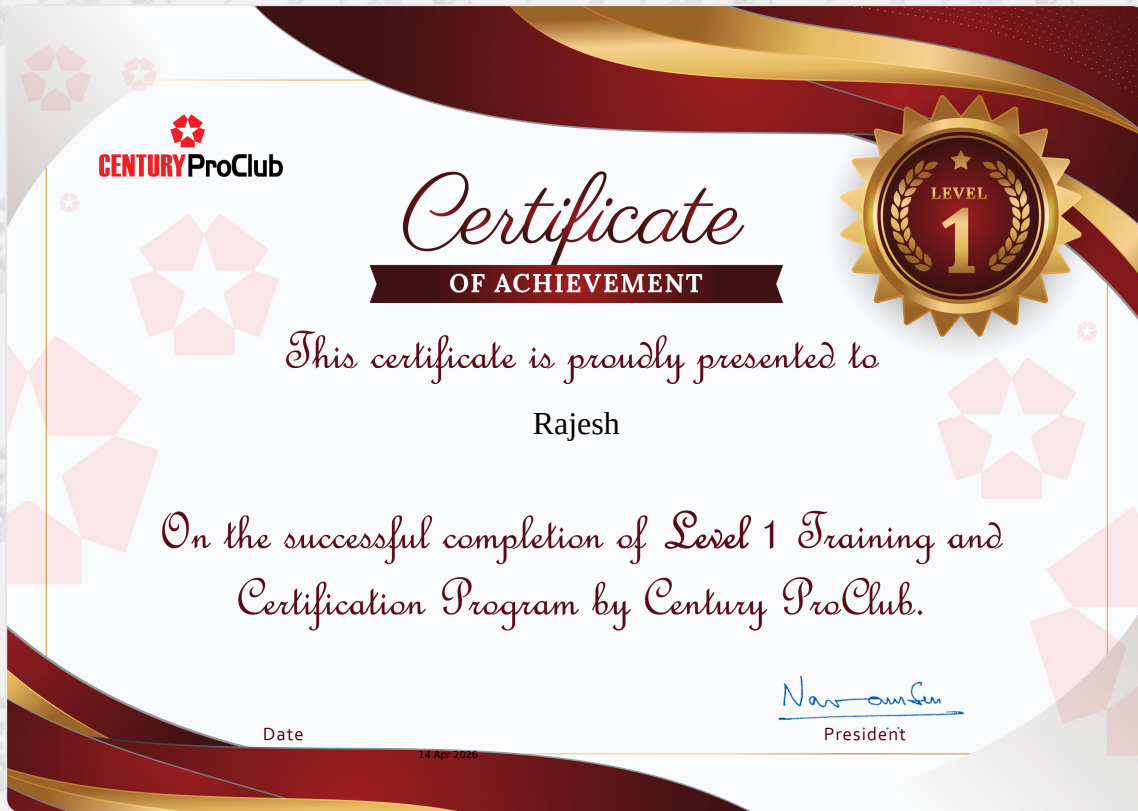 CENTURY ProClub
LEVEL
1
Certificate
OF ACHIEVEMENT
This certificate is proudly presented to
Rajesh
On the successful completion of Level 1 Training and
Certification Program by Century ProClub.
Date
President
14 Apr 2026